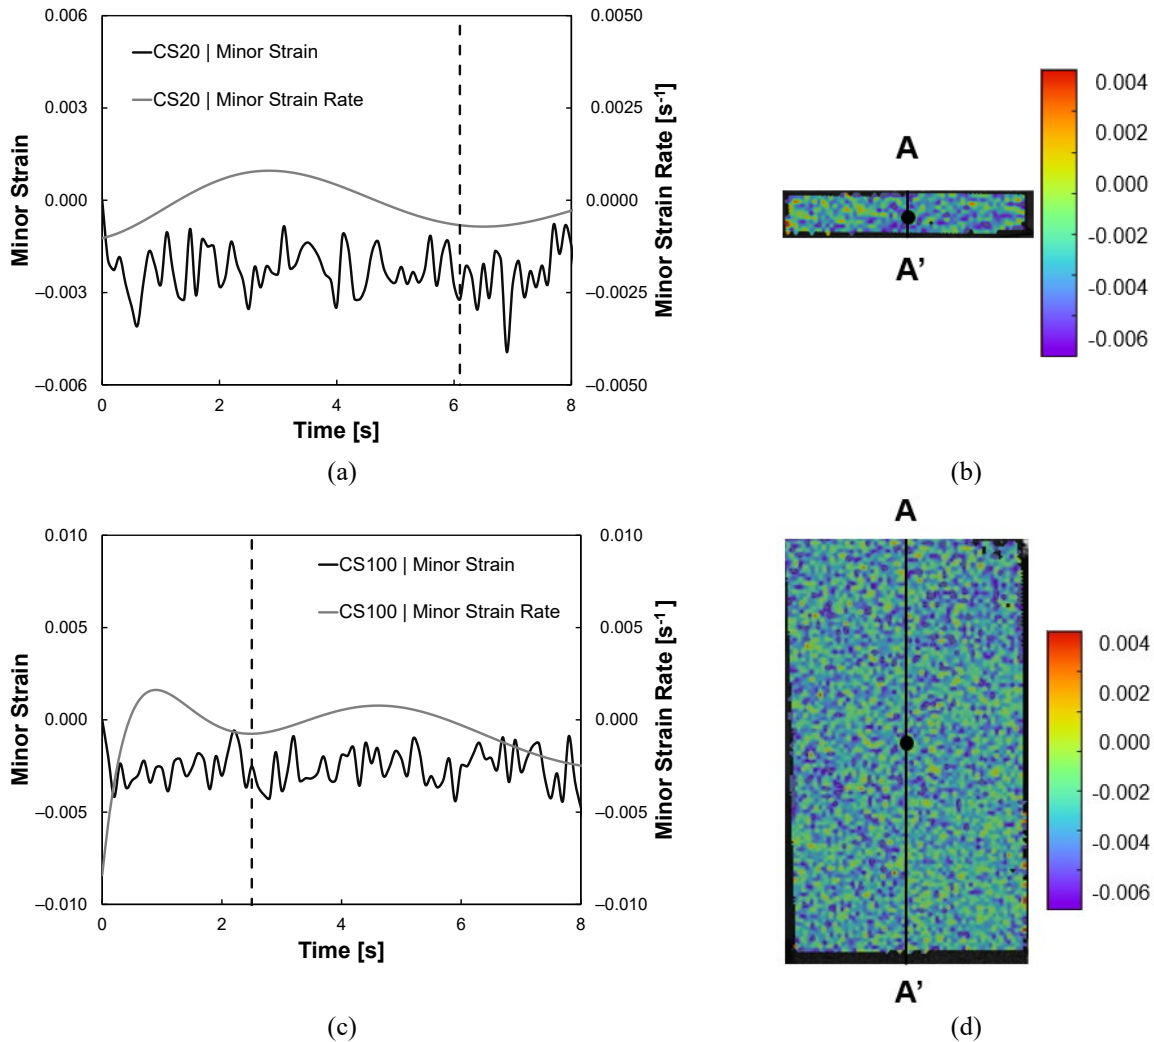 0.006
0.003
0.000
–0.003
–0.006
Minor Strain
CS20 | Minor Strain
CS20 | Minor Strain Rate
0.0050
0.0025
0.0000
–0.0025
–0.0050
Minor Strain Rate [s-1]
0 2 4 6 8
Time [s]
(a)
A
A'
0.004
0.002
0.000
-0.002
-0.004
-0.006
(b)
0.010
0.005
0.000
–0.005
–0.010
Minor Strain
CS100 | Minor Strain
CS100 | Minor Strain Rate
0.010
0.005
0.000
–0.005
–0.010
Minor Strain Rate [s-1 ]
0 2 4 6 8
Time [s]
(c)
A
A'
0.004
0.002
0.000
-0.002
-0.004
-0.006
(d)